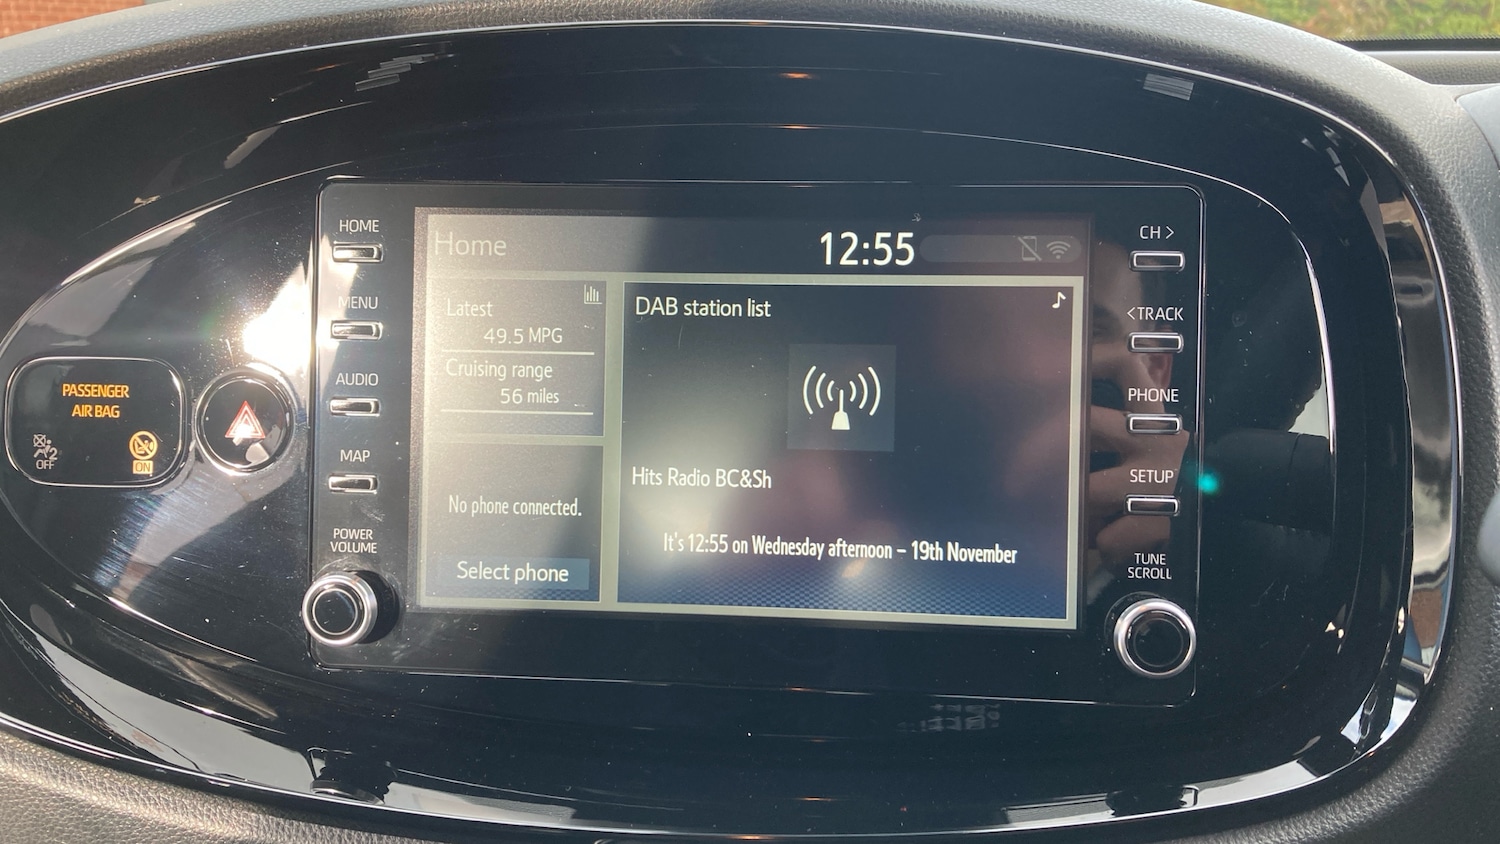 HOME
MENU
AUDIO
MAP
POWER
VOLUME
PASSENGER
AIR BAG
2
OFF
ON
Home
12:55
Latest
49.5 MPG
Cruising range
56 miles
No phone connected.
Select phone
DAB station list
Hits Radio BC&Sh
It's 12:55 on Wednesday afternoon – 19th November
CH >
<TRACK
PHONE
SETUP
TUNE
SCROLL